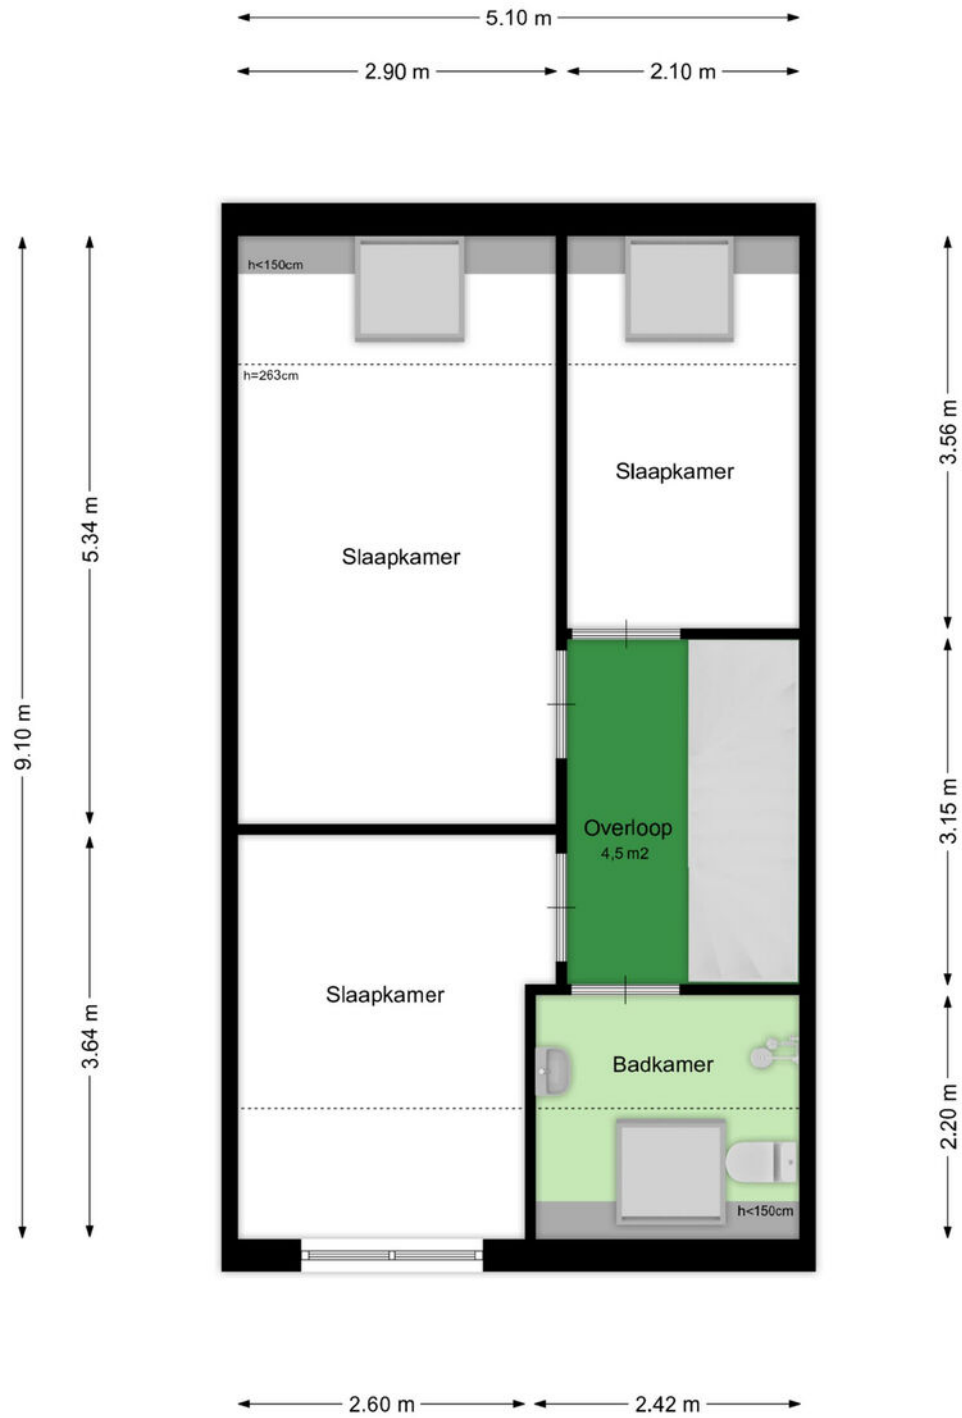 5.10 m
2.90 m
2.10 m
h<150cm
h=263cm
3.56 m
Slaapkamer
5.34 m
Slaapkamer
9.10 m
3.15 m
Overloop
4,5 m2
Slaapkamer
3.64 m
Badkamer
2.20 m
h<150cm
2.60 m
2.42 m